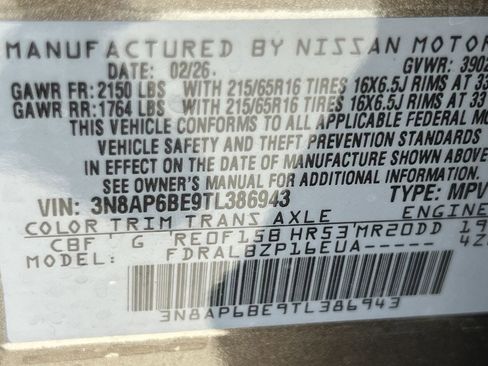 MANUFACTURED BY NISSAN MOTOR
DATE: 02/26 GVWR: 3902
GAWR FR: 2150 LBS WITH 215/65R16 TIRES 16X6.5J RIMS AT 33
GAWR RR: 1764 LBS WITH 215/65R16 TIRES 16X6.5J RIMS AT 33
THIS VEHICLE CONFORMS TO ALL APPLICABLE FEDERAL MO
VEHICLE SAFETY AND THEFT PREVENTION STANDARDS
IN EFFECT ON THE DATE OF MANUFACTURE SHOWN ABOVE.
SEE OWNER'S MANUAL FOR ADDITIONAL INFORMATION
VIN: 3N8AP6BE9TL386943 TYPE: MPV
COLOR TRIM TRANS AXLE ENGINE
CBF G RE0F15B HR53 MR20DD 19
MODEL FDRALBZP16EUA----- 4Z
3N8AP6BE9TL386943